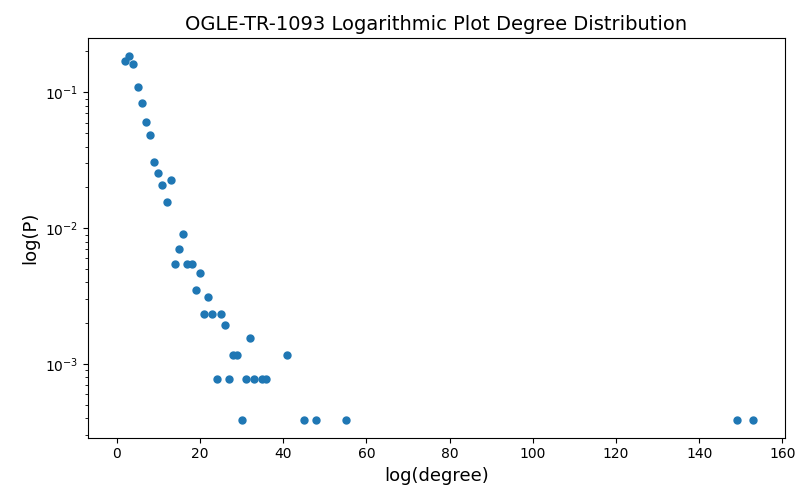 OGLE-TR-1093 Logarithmic Plot Degree Distribution
log(P)
10⁻¹
10⁻²
10⁻³
0 20 40 60 80 100 120 140 160
log(degree)